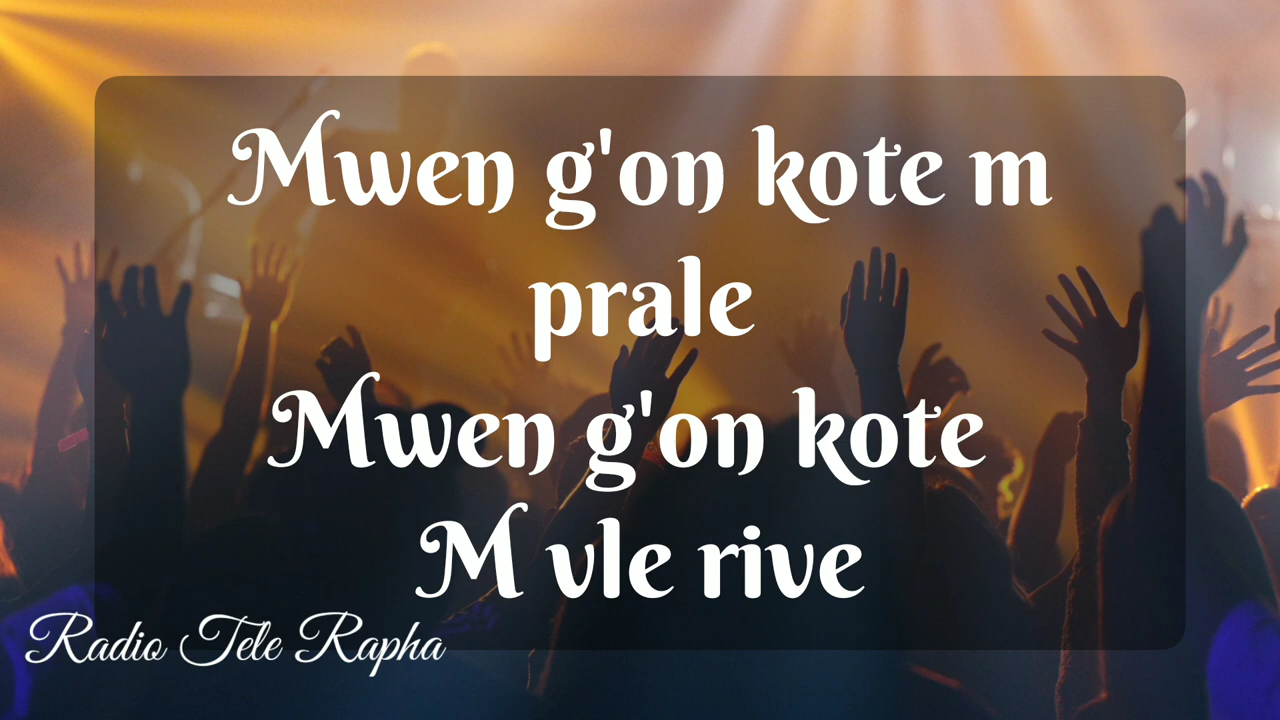 Mwen g'on kote m
prale
Mwen g'on kote
M vle rive
Radio Tele Rapha